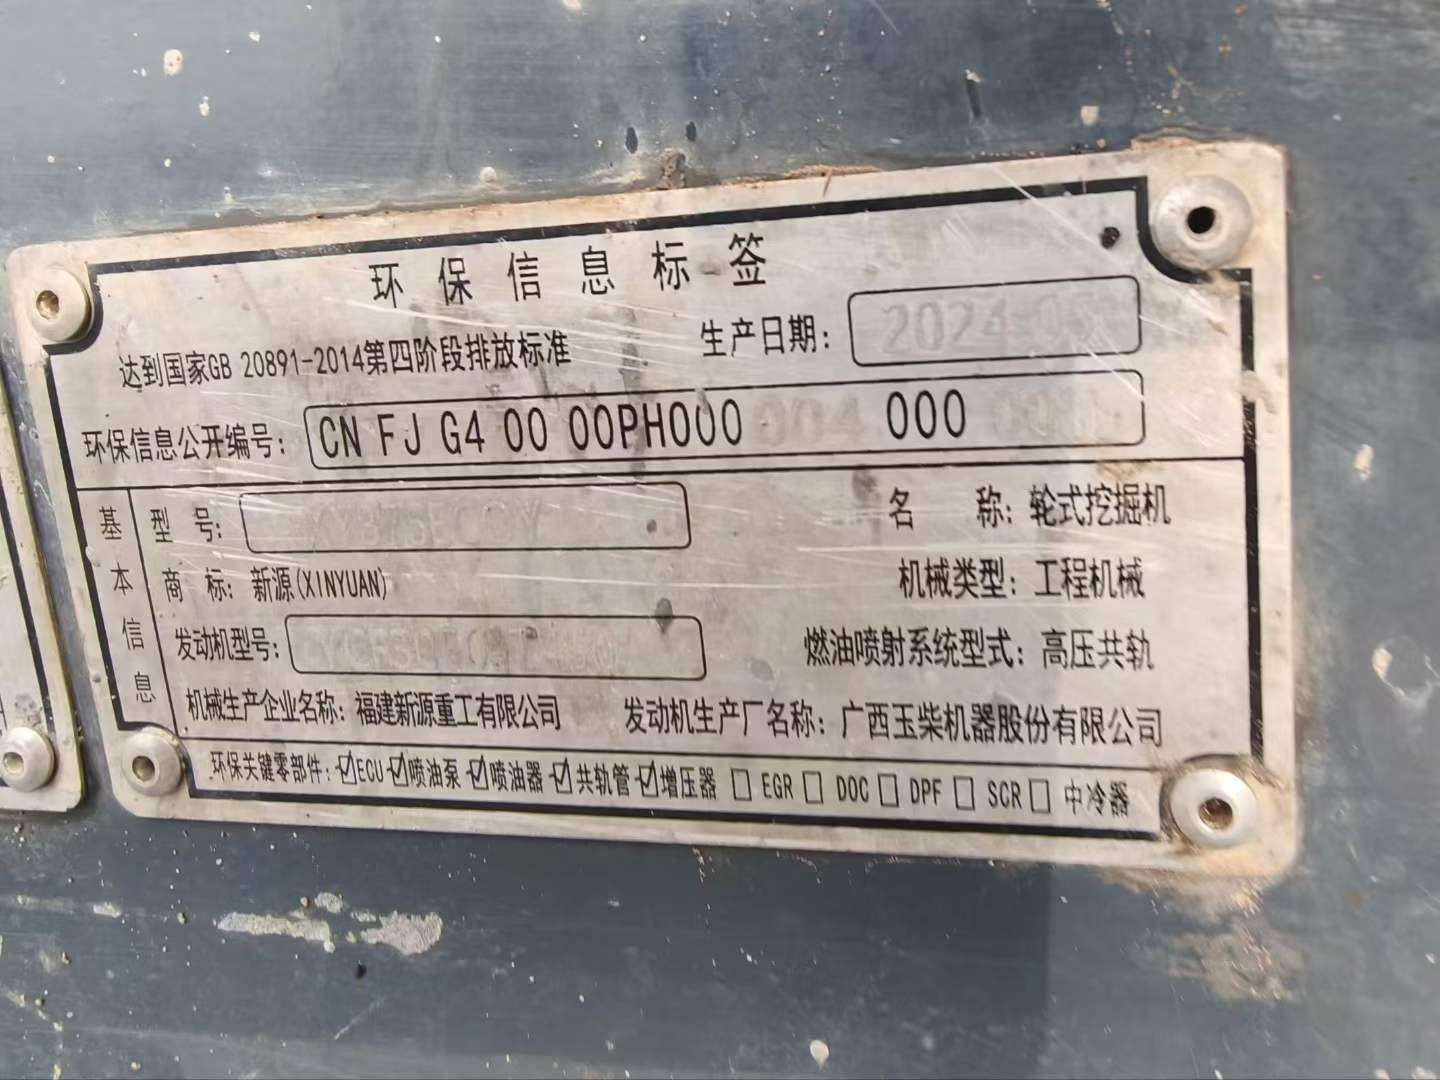 环保信息标签
达到国家GB 20891-2014第四阶段排放标准 生产日期: 2024-05
环保信息公开编号: CN FJ G4 00 00PH000 004 000
基本信息
型 号:
名 称: 轮式挖掘机
商 标: 新源(XINYUAN)
机械类型: 工程机械
发动机型号:
燃油喷射系统型式: 高压共轨
机械生产企业名称: 福建新源重工有限公司 发动机生产厂名称: 广西玉柴机器股份有限公司
环保关键零部件: ☑ECU ☑喷油泵 ☑喷油器 ☑共轨管 ☑增压器 □ EGR □ DOC □ DPF □ SCR □ 中冷器